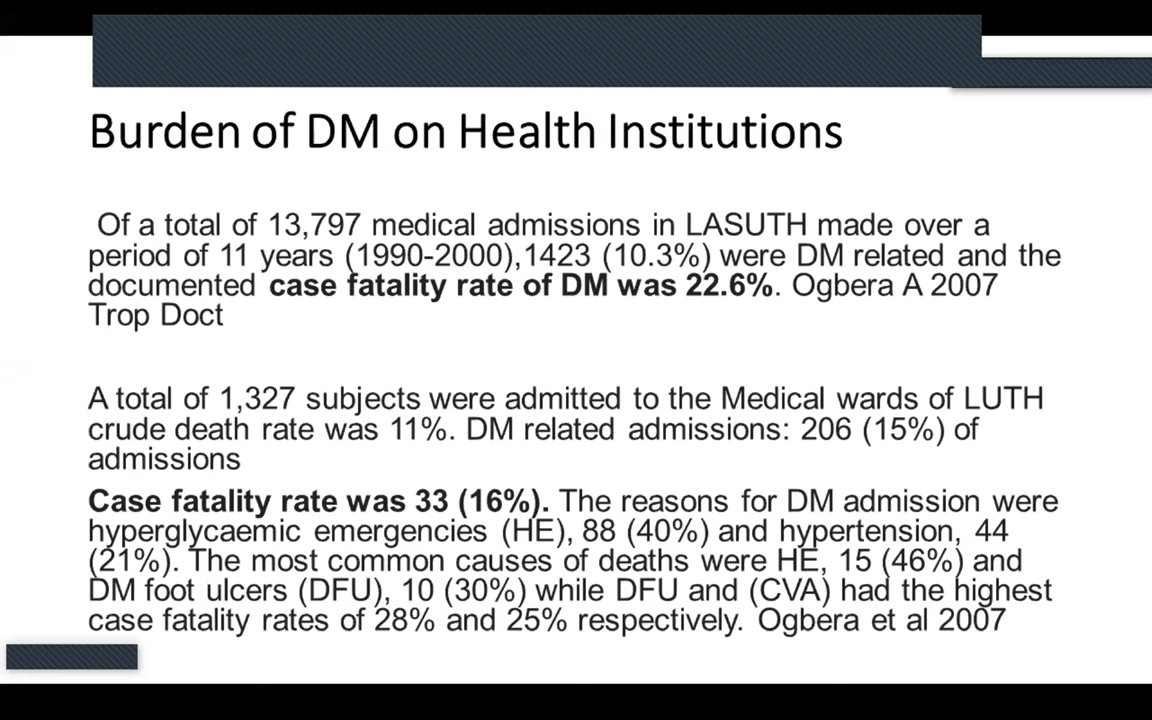 Burden of DM on Health Institutions
Of a total of 13,797 medical admissions in LASUTH made over a
period of 11 years (1990-2000),1423 (10.3%) were DM related and the
documented case fatality rate of DM was 22.6%. Ogbera A 2007
Trop Doct
A total of 1,327 subjects were admitted to the Medical wards of LUTH
crude death rate was 11%. DM related admissions: 206 (15%) of
admissions
Case fatality rate was 33 (16%). The reasons for DM admission were
hyperglycaemic emergencies (HE), 88 (40%) and hypertension, 44
(21%). The most common causes of deaths were HE, 15 (46%) and
DM foot ulcers (DFU), 10 (30%) while DFU and (CVA) had the highest
case fatality rates of 28% and 25% respectively. Ogbera et al 2007